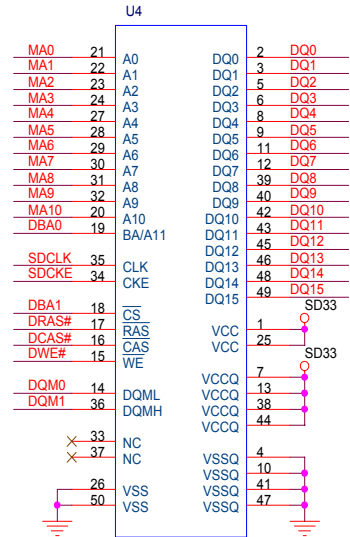 U4
MA0 21 A0 DQ0 2 DQ0
MA1 22 A1 DQ1 3 DQ1
MA2 23 A2 DQ2 5 DQ2
MA3 24 A3 DQ3 6 DQ3
MA4 27 A4 DQ4 8 DQ4
MA5 28 A5 DQ5 9 DQ5
MA6 29 A6 DQ6 11 DQ6
MA7 30 A7 DQ7 12 DQ7
MA8 31 A8 DQ8 39 DQ8
MA9 32 A9 DQ9 40 DQ9
MA10 20 A10 DQ10 42 DQ10
DBA0 19 BA/A11 DQ11 43 DQ11
DQ12 45 DQ12
SDCLK 35 CLK DQ13 46 DQ13
SDCKE 34 CKE DQ14 48 DQ14
DQ15 49 DQ15
SD33
DBA1 18 CS
DRAS# 17 RAS VCC 1
DCAS# 16 CAS VCC 25
DWE# 15 WE
SD33
VCCQ 7
DQM0 14 DQML VCCQ 13
DQM1 36 DQMH VCCQ 38
VCCQ 44
33 NC
37 NC VSSQ 4
VSSQ 10
26 VSS VSSQ 41
50 VSS VSSQ 47